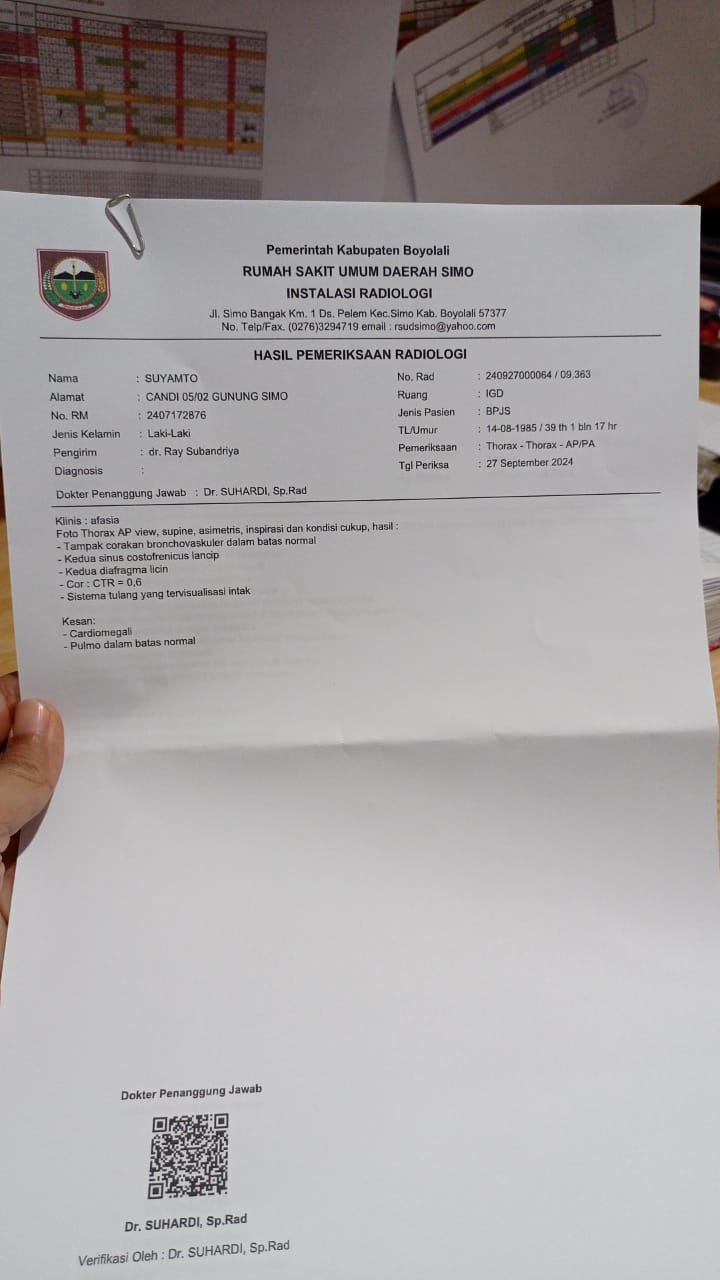 Pemerintah Kabupaten Boyolali
RUMAH SAKIT UMUM DAERAH SIMO
INSTALASI RADIOLOGI
Jl. Simo Bangak Km. 1 Ds. Pelem Kec.Simo Kab. Boyolali 57377
No. Telp/Fax. (0276)3294719 email : rsudsimo@yahoo.com
HASIL PEMERIKSAAN RADIOLOGI
Nama : SUYAMTO
Alamat : CANDI 05/02 GUNUNG SIMO
No. RM : 2407172876
Jenis Kelamin : Laki-Laki
Pengirim : dr. Ray Subandriya
Diagnosis :
No. Rad : 240927000064 / 09.363
Ruang : IGD
Jenis Pasien : BPJS
TL/Umur : 14-08-1985 / 39 th 1 bln 17 hr
Pemeriksaan : Thorax - Thorax - AP/PA
Tgl Periksa : 27 September 2024
Dokter Penanggung Jawab : Dr. SUHARDI, Sp.Rad
Klinis : afasia
Foto Thorax AP view, supine, asimetris, inspirasi dan kondisi cukup, hasil :
- Tampak corakan bronchovaskuler dalam batas normal
- Kedua sinus costofrenicus lancip
- Kedua diafragma licin
- Cor : CTR = 0,6
- Sistema tulang yang tervisualisasi intak
Kesan:
- Cardiomegali
- Pulmo dalam batas normal
Dokter Penanggung Jawab
Dr. SUHARDI, Sp.Rad
Verifikasi Oleh : Dr. SUHARDI, Sp.Rad